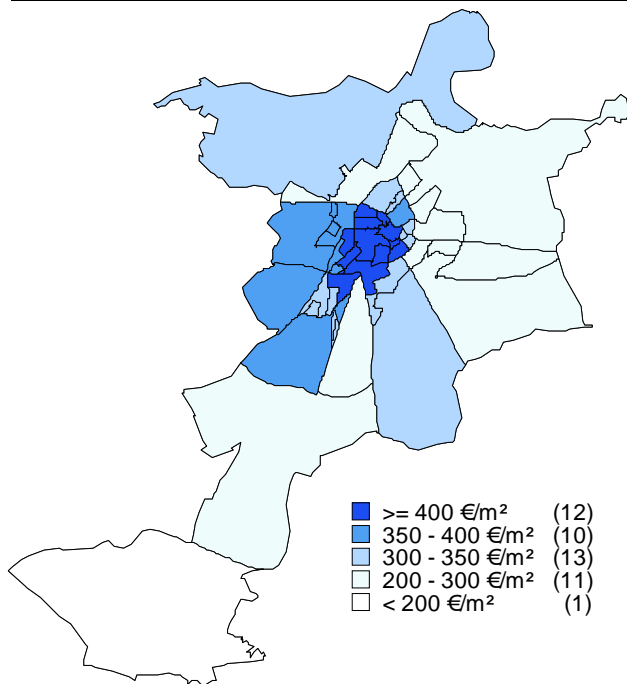 >= 400 €/m² (12)
350 - 400 €/m² (10)
300 - 350 €/m² (13)
200 - 300 €/m² (11)
< 200 €/m² (1)